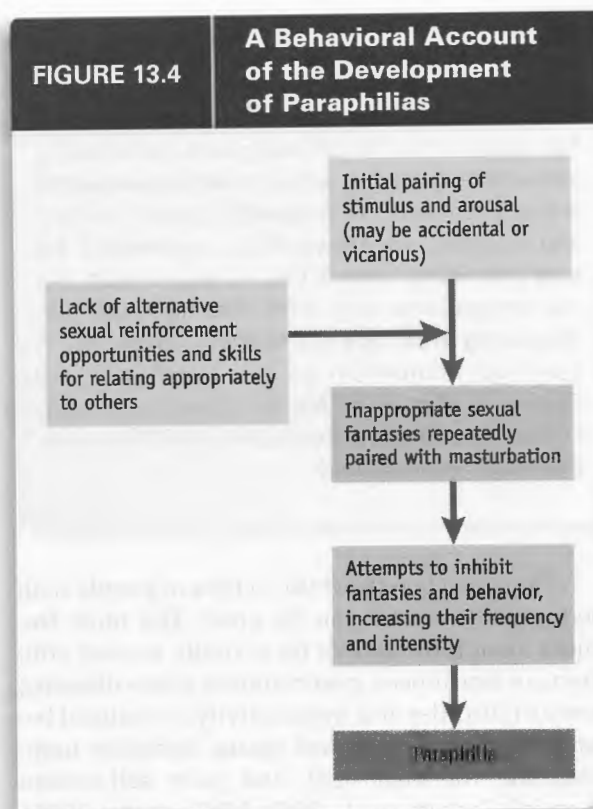 FIGURE 13.4
A Behavioral Account
of the Development
of Paraphilias
Initial pairing of
stimulus and arousal
(may be accidental or
vicarious)
Lack of alternative
sexual reinforcement
opportunities and skills
for relating appropriately
to others
Inappropriate sexual
fantasies repeatedly
paired with masturbation
Attempts to inhibit
fantasies and behavior,
increasing their frequency
and intensity
Paraphilia